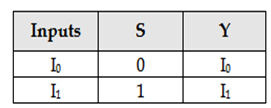 Inputs S Y
I₀ 0 I₀
I₁ 1 I₁